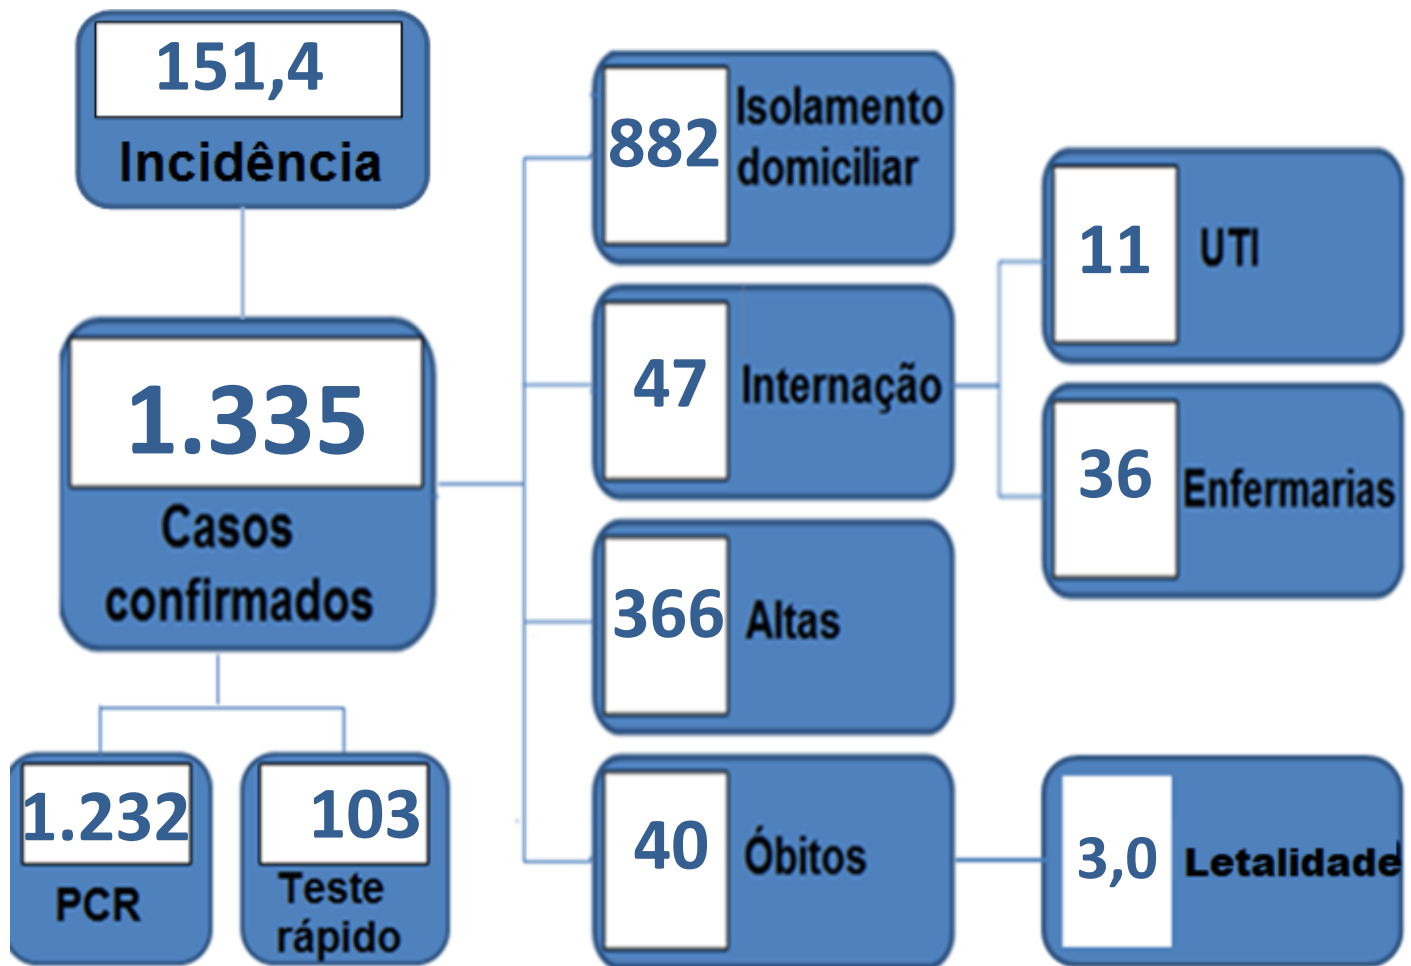 151,4
Incidência
1.335
Casos
confirmados
1.232
PCR
103
Teste
rápido
882
Isolamento
domiciliar
47
Internação
366
Altas
40
Óbitos
11
UTI
36
Enfermarias
3,0
Letalidade